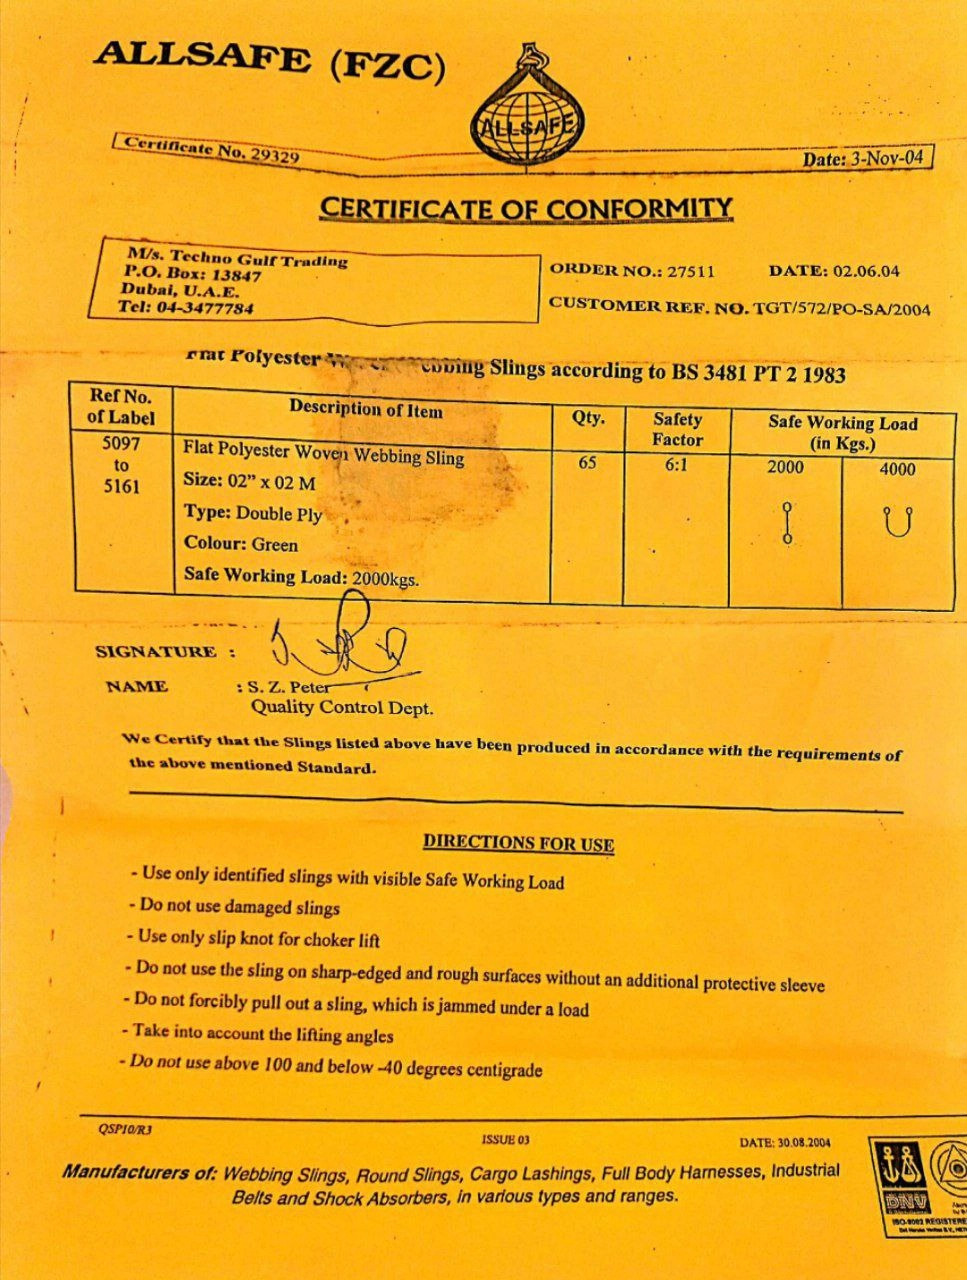 ALLSAFE (FZC)
ALLSAFE
Certificate No. 29329
Date: 3-Nov-04
CERTIFICATE OF CONFORMITY
M/s. Techno Gulf Trading
P.O. Box: 13847
Dubai, U.A.E.
Tel: 04-3477784
ORDER NO.: 27511 DATE: 02.06.04
CUSTOMER REF. NO. TGT/572/PO-SA/2004
Flat Polyester Webbing Slings according to BS 3481 PT 2 1983
Ref No. of Label
Description of Item
Qty.
Safety Factor
Safe Working Load (in Kgs.)
5097 to 5161
Flat Polyester Woven Webbing Sling
Size: 02" x 02 M
Type: Double Ply
Colour: Green
Safe Working Load: 2000kgs.
65
6:1
2000
4000
SIGNATURE :
NAME : S. Z. Peter
Quality Control Dept.
We Certify that the Slings listed above have been produced in accordance with the requirements of
the above mentioned Standard.
DIRECTIONS FOR USE
- Use only identified slings with visible Safe Working Load
- Do not use damaged slings
- Use only slip knot for choker lift
- Do not use the sling on sharp-edged and rough surfaces without an additional protective sleeve
- Do not forcibly pull out a sling, which is jammed under a load
- Take into account the lifting angles
- Do not use above 100 and below -40 degrees centigrade
QSP10/R3
ISSUE 03
DATE: 30.08.2004
Manufacturers of: Webbing Slings, Round Slings, Cargo Lashings, Full Body Harnesses, Industrial
Belts and Shock Absorbers, in various types and ranges.
DNV